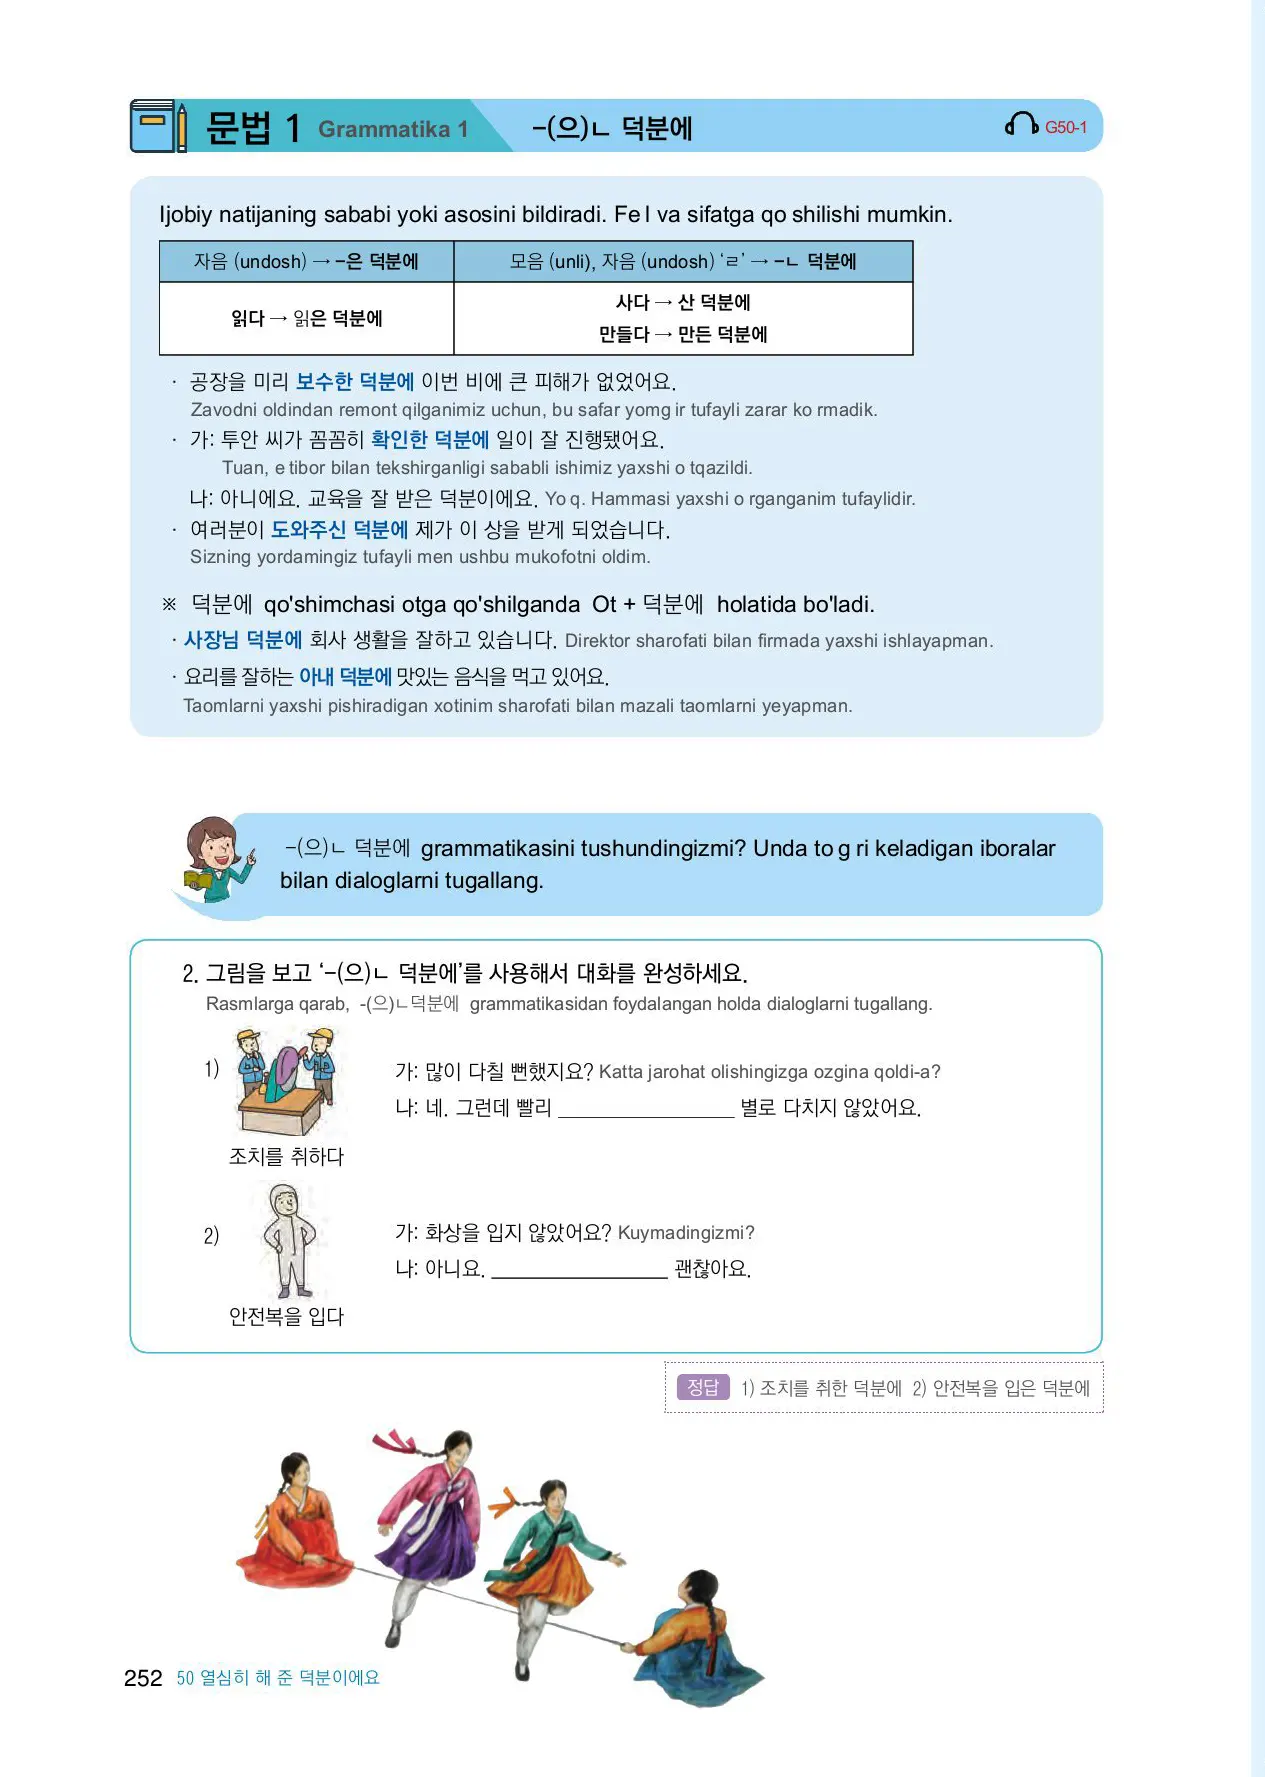 문법 1 Grammatika 1 -(으)ㄴ 덕분에 G50-1
Ijobiy natijaning sababi yoki asosini bildiradi. Fe l va sifatga qo shilishi mumkin.
자음 (undosh) → -은 덕분에 모음 (unli), 자음 (undosh) ‘ㄹ’ → -ㄴ 덕분에
읽다 → 읽은 덕분에
사다 → 산 덕분에
만들다 → 만든 덕분에
· 공장을 미리 보수한 덕분에 이번 비에 큰 피해가 없었어요.
Zavodni oldindan remont qilganimiz uchun, bu safar yomg ir tufayli zarar ko rmadik.
· 가: 투안 씨가 꼼꼼히 확인한 덕분에 일이 잘 진행됐어요.
Tuan, e tibor bilan tekshirganligi sababli ishimiz yaxshi o tqazildi.
나: 아니에요. 교육을 잘 받은 덕분이에요. Yo q. Hammasi yaxshi o rganganim tufaylidir.
· 여러분이 도와주신 덕분에 제가 이 상을 받게 되었습니다.
Sizning yordamingiz tufayli men ushbu mukofotni oldim.
※ 덕분에 qo'shimchasi otga qo'shilganda Ot + 덕분에 holatida bo'ladi.
· 사장님 덕분에 회사 생활을 잘하고 있습니다. Direktor sharofati bilan firmada yaxshi ishlayapman.
· 요리를 잘하는 아내 덕분에 맛있는 음식을 먹고 있어요.
Taomlarni yaxshi pishiradigan xotinim sharofati bilan mazali taomlarni yeyapman.
-(으)ㄴ 덕분에 grammatikasini tushundingizmi? Unda to g ri keladigan iboralar
bilan dialoglarni tugallang.
2. 그림을 보고 ‘-(으)ㄴ 덕분에’를 사용해서 대화를 완성하세요.
Rasmlarga qarab, -(으)ㄴ덕분에 grammatikasidan foydalangan holda dialoglarni tugallang.
1)
가: 많이 다칠 뻔했지요? Katta jarohat olishingizga ozgina qoldi-a?
나: 네. 그런데 빨리 ________________ 별로 다치지 않았어요.
조치를 취하다
2)
가: 화상을 입지 않았어요? Kuymadingizmi?
나: 아니요. ________________ 괜찮아요.
안전복을 입다
정답 1) 조치를 취한 덕분에 2) 안전복을 입은 덕분에
252 50 열심히 해 준 덕분이에요